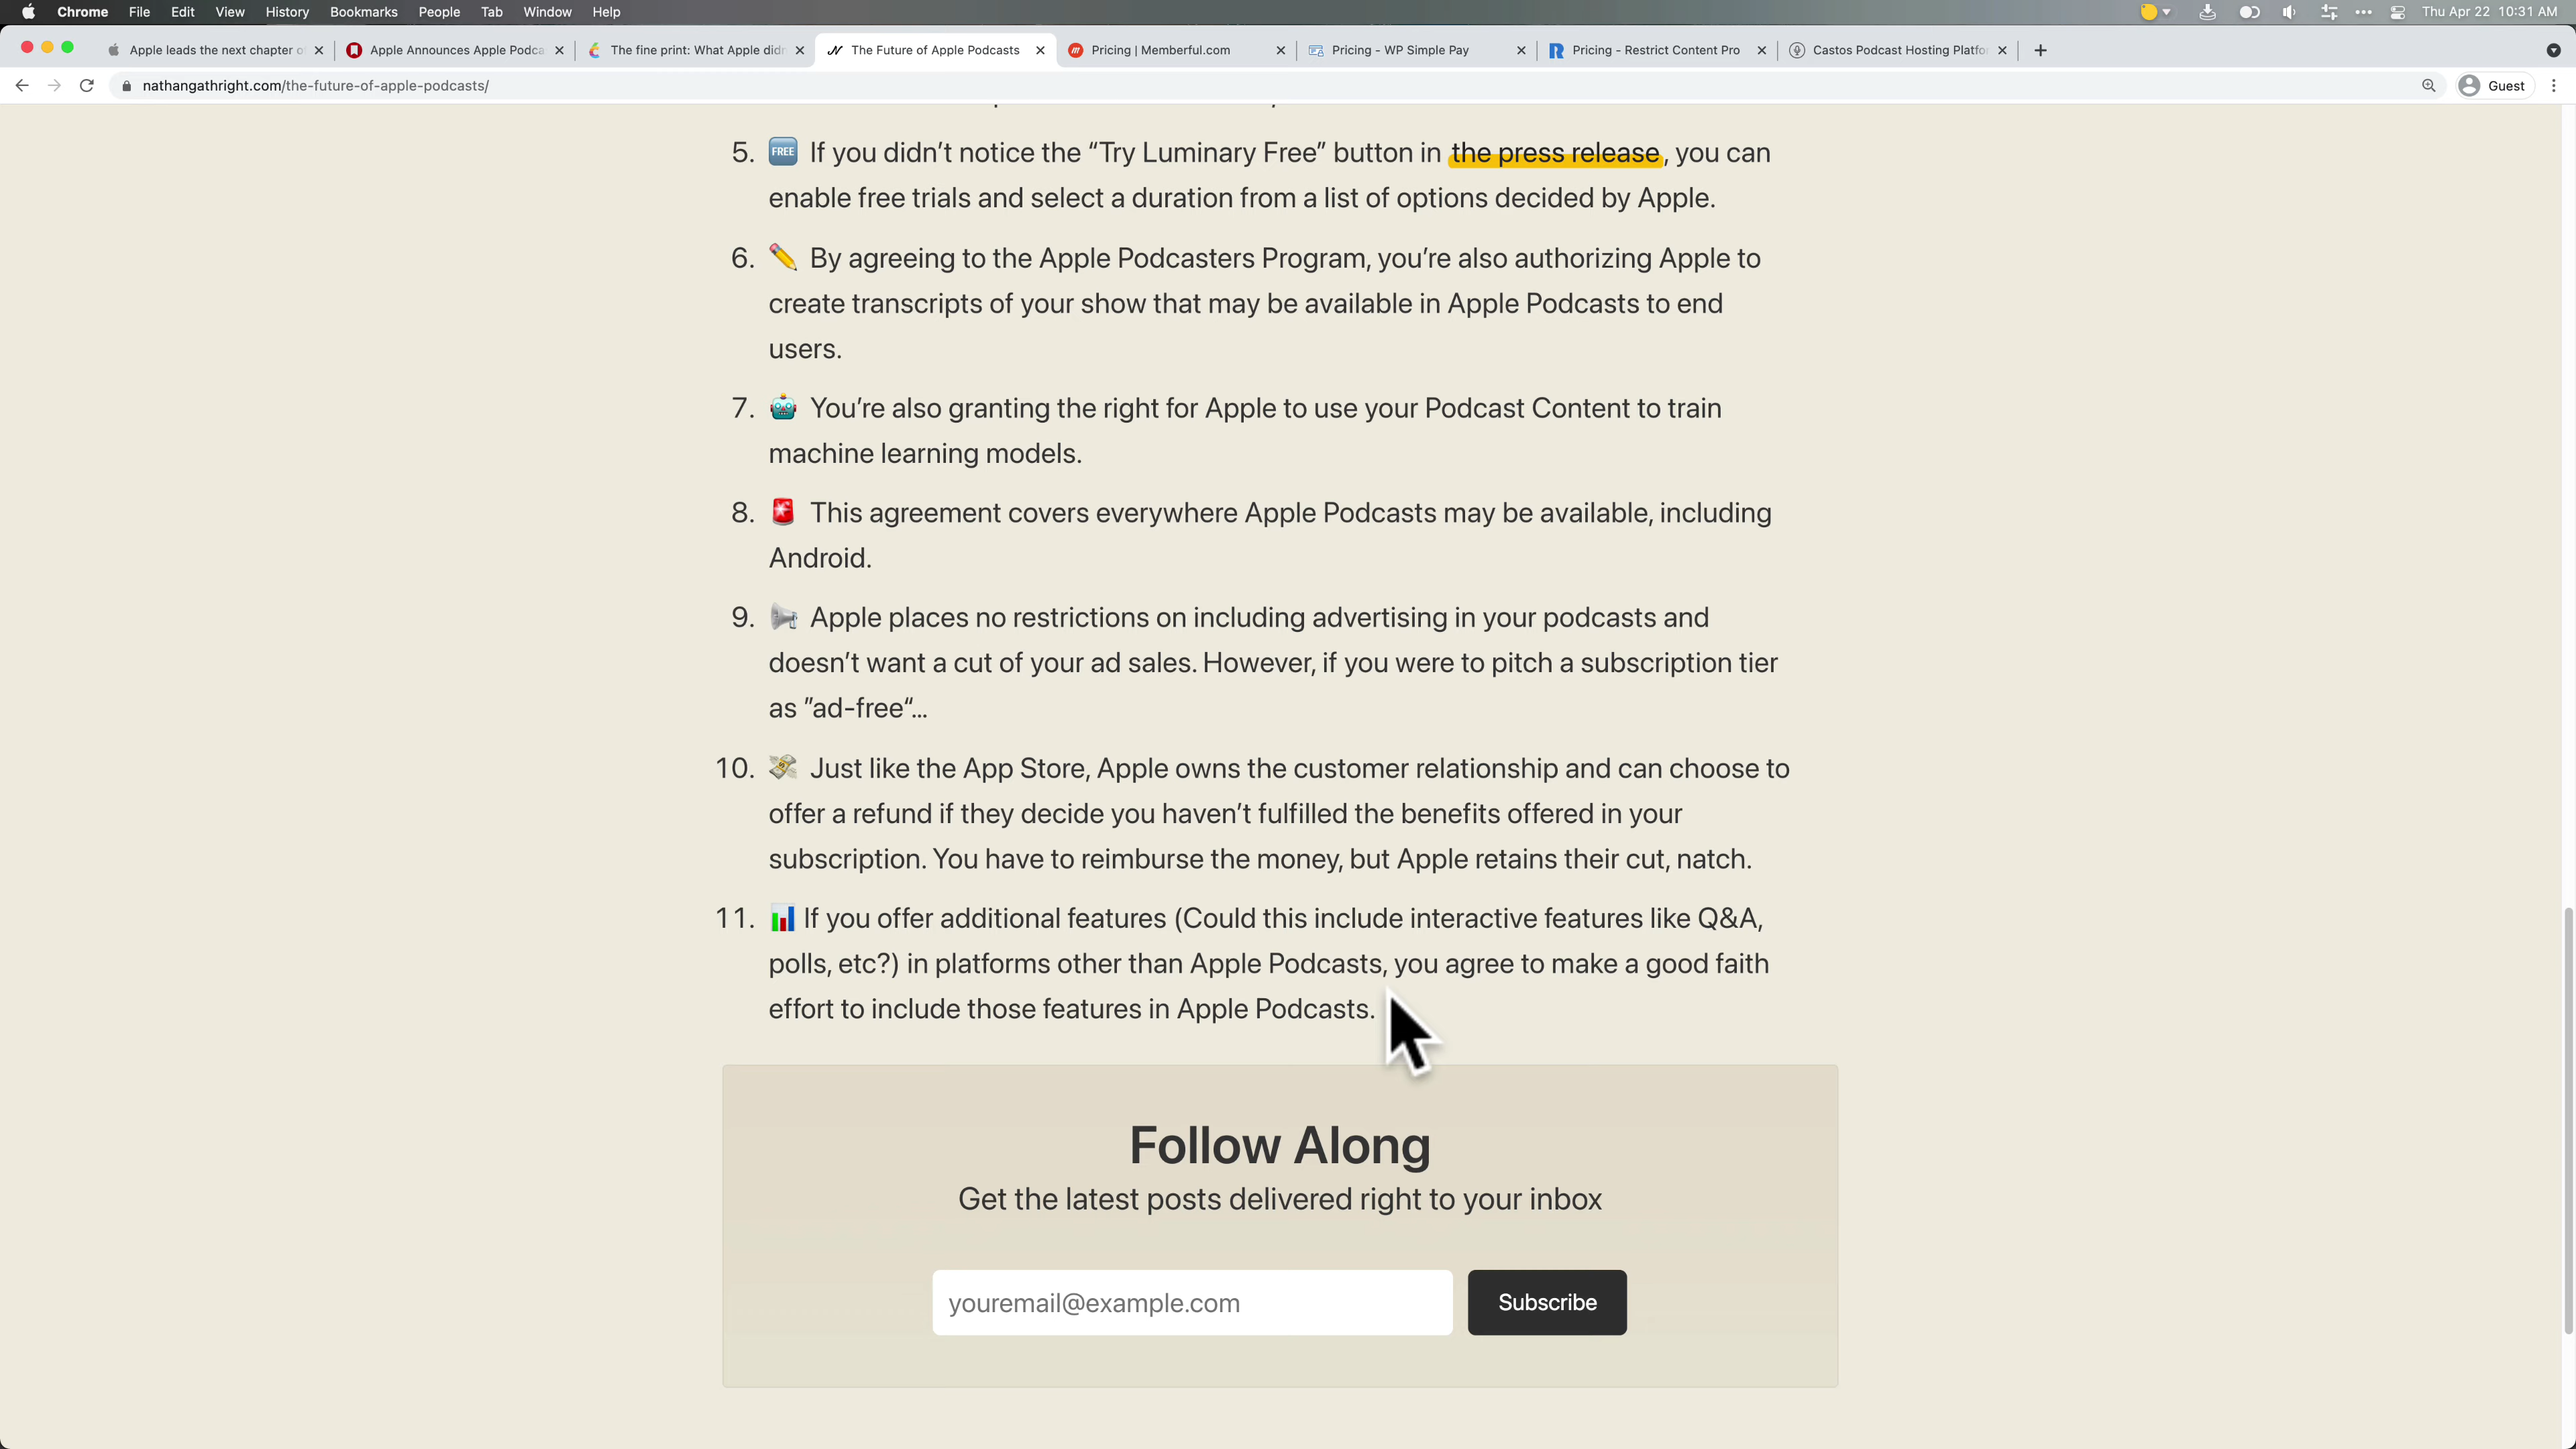 Chrome File Edit View History Bookmarks People Tab Window Help Thu Apr 22 10:31 AM
Apple leads the next chapter o Apple Announces Apple Podca The fine print: What Apple didn The Future of Apple Podcasts Pricing | Memberful.com Pricing - WP Simple Pay Pricing - Restrict Content Pro Castos Podcast Hosting Platfo
nathangathright.com/the-future-of-apple-podcasts/ Guest
5. FREE If you didn’t notice the “Try Luminary Free” button in the press release, you can
enable free trials and select a duration from a list of options decided by Apple.
6. By agreeing to the Apple Podcasters Program, you’re also authorizing Apple to
create transcripts of your show that may be available in Apple Podcasts to end
users.
7. You’re also granting the right for Apple to use your Podcast Content to train
machine learning models.
8. This agreement covers everywhere Apple Podcasts may be available, including
Android.
9. Apple places no restrictions on including advertising in your podcasts and
doesn’t want a cut of your ad sales. However, if you were to pitch a subscription tier
as ”ad-free“…
10. Just like the App Store, Apple owns the customer relationship and can choose to
offer a refund if they decide you haven’t fulfilled the benefits offered in your
subscription. You have to reimburse the money, but Apple retains their cut, natch.
11. If you offer additional features (Could this include interactive features like Q&A,
polls, etc?) in platforms other than Apple Podcasts, you agree to make a good faith
effort to include those features in Apple Podcasts.
Follow Along
Get the latest posts delivered right to your inbox
youremail@example.com Subscribe